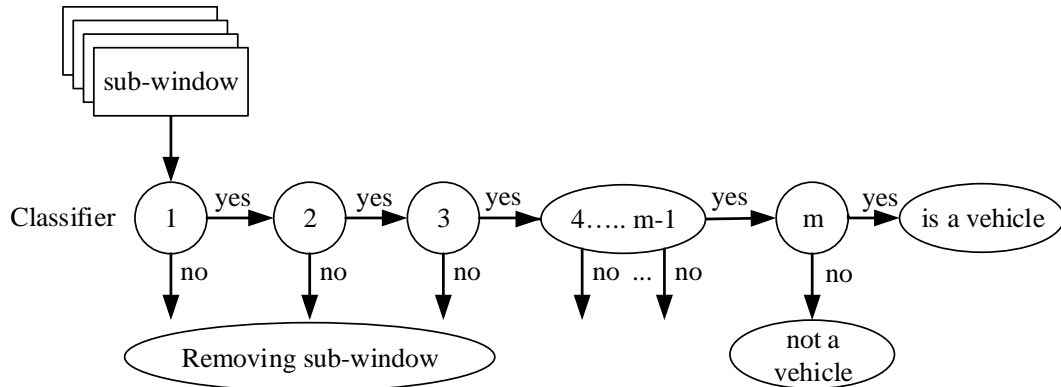 sub-window
yes yes yes yes yes
Classifier 1 2 3 4….. m-1 m is a vehicle
no no no no ... no no
Removing sub-window
not a
vehicle